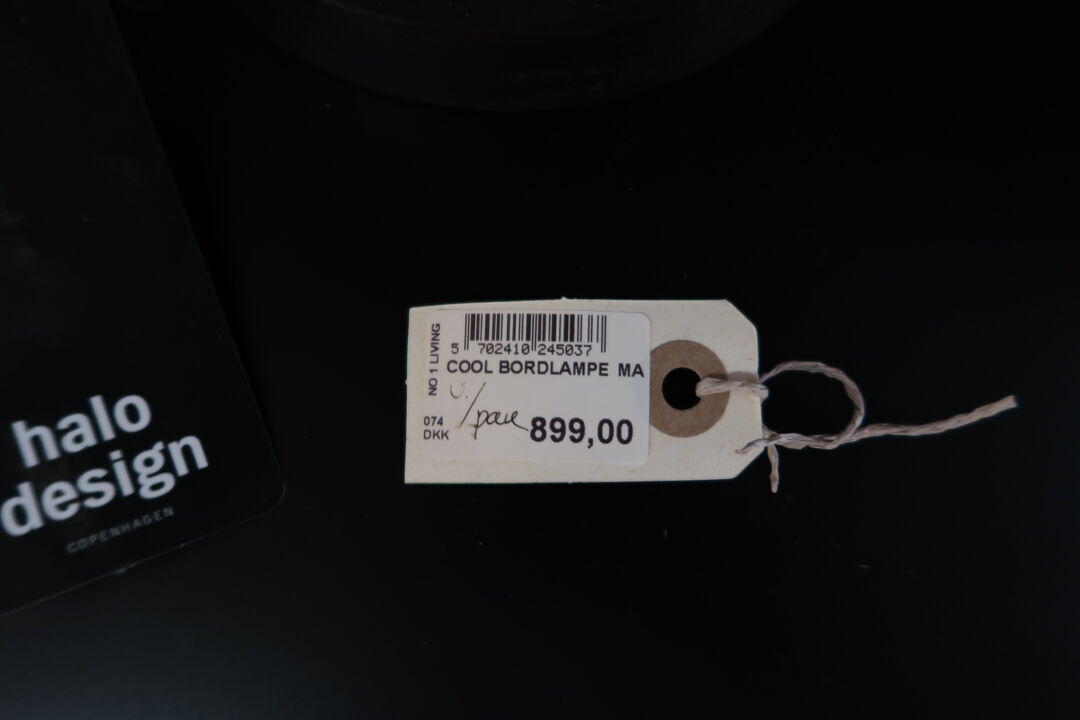 halo
design
COPENHAGEN
NO 1 LIVING
5 702410 245037
COOL BORDLAMPE MA
074
DKK
899,00